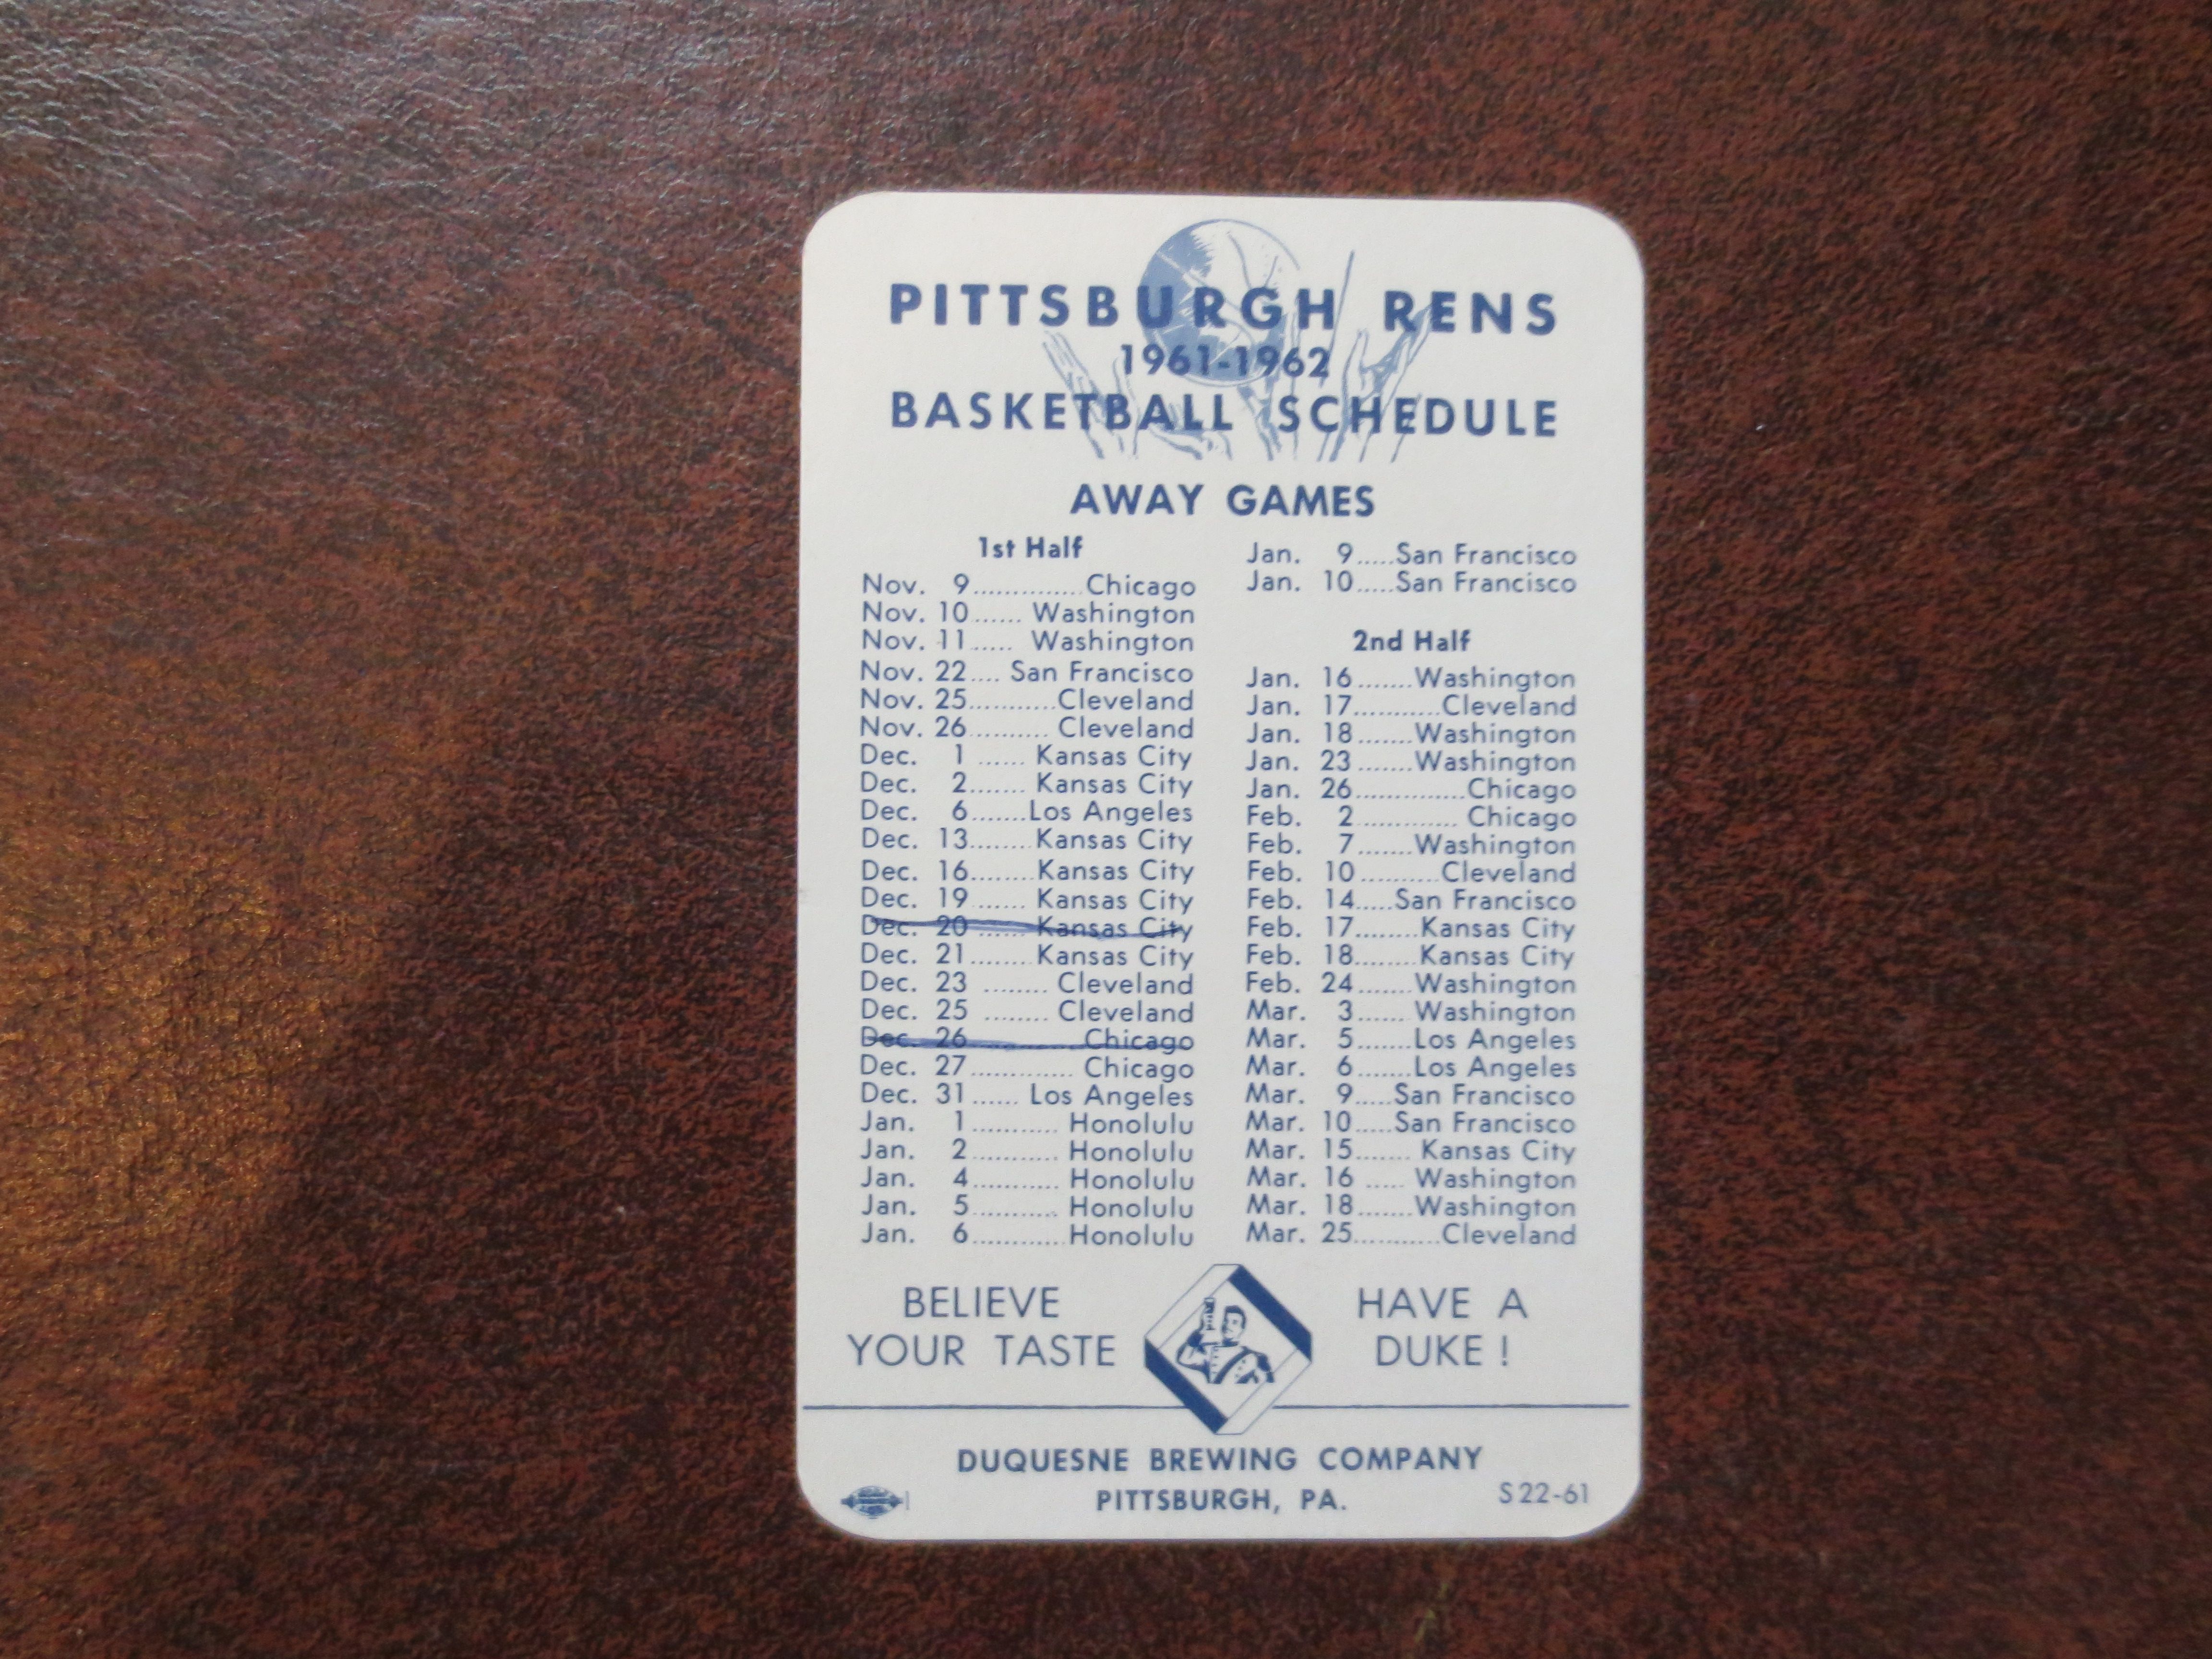 PITTSBURGH RENS
1961-1962
BASKETBALL SCHEDULE
AWAY GAMES
1st Half
Nov. 9.............Chicago
Nov. 10...... Washington
Nov. 11..... Washington
Nov. 22.... San Francisco
Nov. 25...........Cleveland
Nov. 26.......... Cleveland
Dec. 1 ...... Kansas City
Dec. 2....... Kansas City
Dec. 6.......Los Angeles
Dec. 13........Kansas City
Dec. 16........Kansas City
Dec. 19....... Kansas City
Dec. 20 ...... Kansas City
Dec. 21........Kansas City
Dec. 23 ........ Cleveland
Dec. 25 ........ Cleveland
Dec. 26 ............. Chicago
Dec. 27............. Chicago
Dec. 31...... Los Angeles
Jan. 1........... Honolulu
Jan. 2........... Honolulu
Jan. 4........... Honolulu
Jan. 5........... Honolulu
Jan. 6............Honolulu
Jan. 9.....San Francisco
Jan. 10.....San Francisco
2nd Half
Jan. 16.......Washington
Jan. 17...........Cleveland
Jan. 18.......Washington
Jan. 23.......Washington
Jan. 26..............Chicago
Feb. 2............ Chicago
Feb. 7.......Washington
Feb. 10..........Cleveland
Feb. 14.....San Francisco
Feb. 17........Kansas City
Feb. 18........Kansas City
Feb. 24.......Washington
Mar. 3...... Washington
Mar. 5.......Los Angeles
Mar. 6.......Los Angeles
Mar. 9.....San Francisco
Mar. 10.....San Francisco
Mar. 15....... Kansas City
Mar. 16 ..... Washington
Mar. 18.......Washington
Mar. 25...........Cleveland
BELIEVE
YOUR TASTE
HAVE A
DUKE!
DUQUESNE BREWING COMPANY
PITTSBURGH, PA.
S22-61